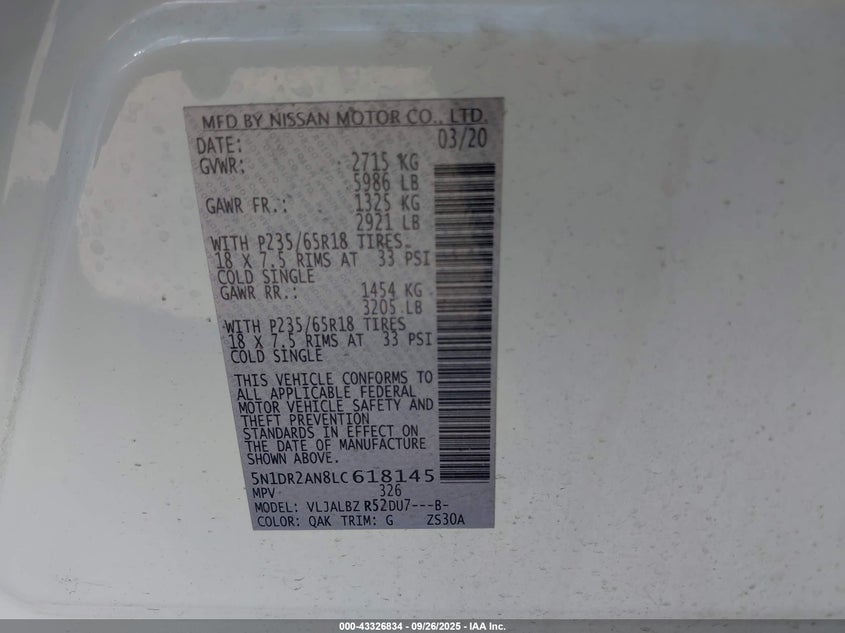 MFD BY NISSAN MOTOR CO., LTD.
DATE: 03/20
GVWR: 2715 KG
5986 LB
GAWR FR.: 1325 KG
2921 LB
WITH P235/65R18 TIRES
18 X 7.5 RIMS AT 33 PSI
COLD SINGLE
GAWR RR.: 1454 KG
3205 LB
WITH P235/65R18 TIRES
18 X 7.5 RIMS AT 33 PSI
COLD SINGLE
THIS VEHICLE CONFORMS TO
ALL APPLICABLE FEDERAL
MOTOR VEHICLE SAFETY AND
THEFT PREVENTION
STANDARDS IN EFFECT ON
THE DATE OF MANUFACTURE
SHOWN ABOVE.
5N1DR2AN8LC618145
MPV 326
MODEL: VLJALBZ R52DU7---B-
COLOR: QAK TRIM: G ZS30A
000-43326834 - 09/26/2025 - IAA Inc.